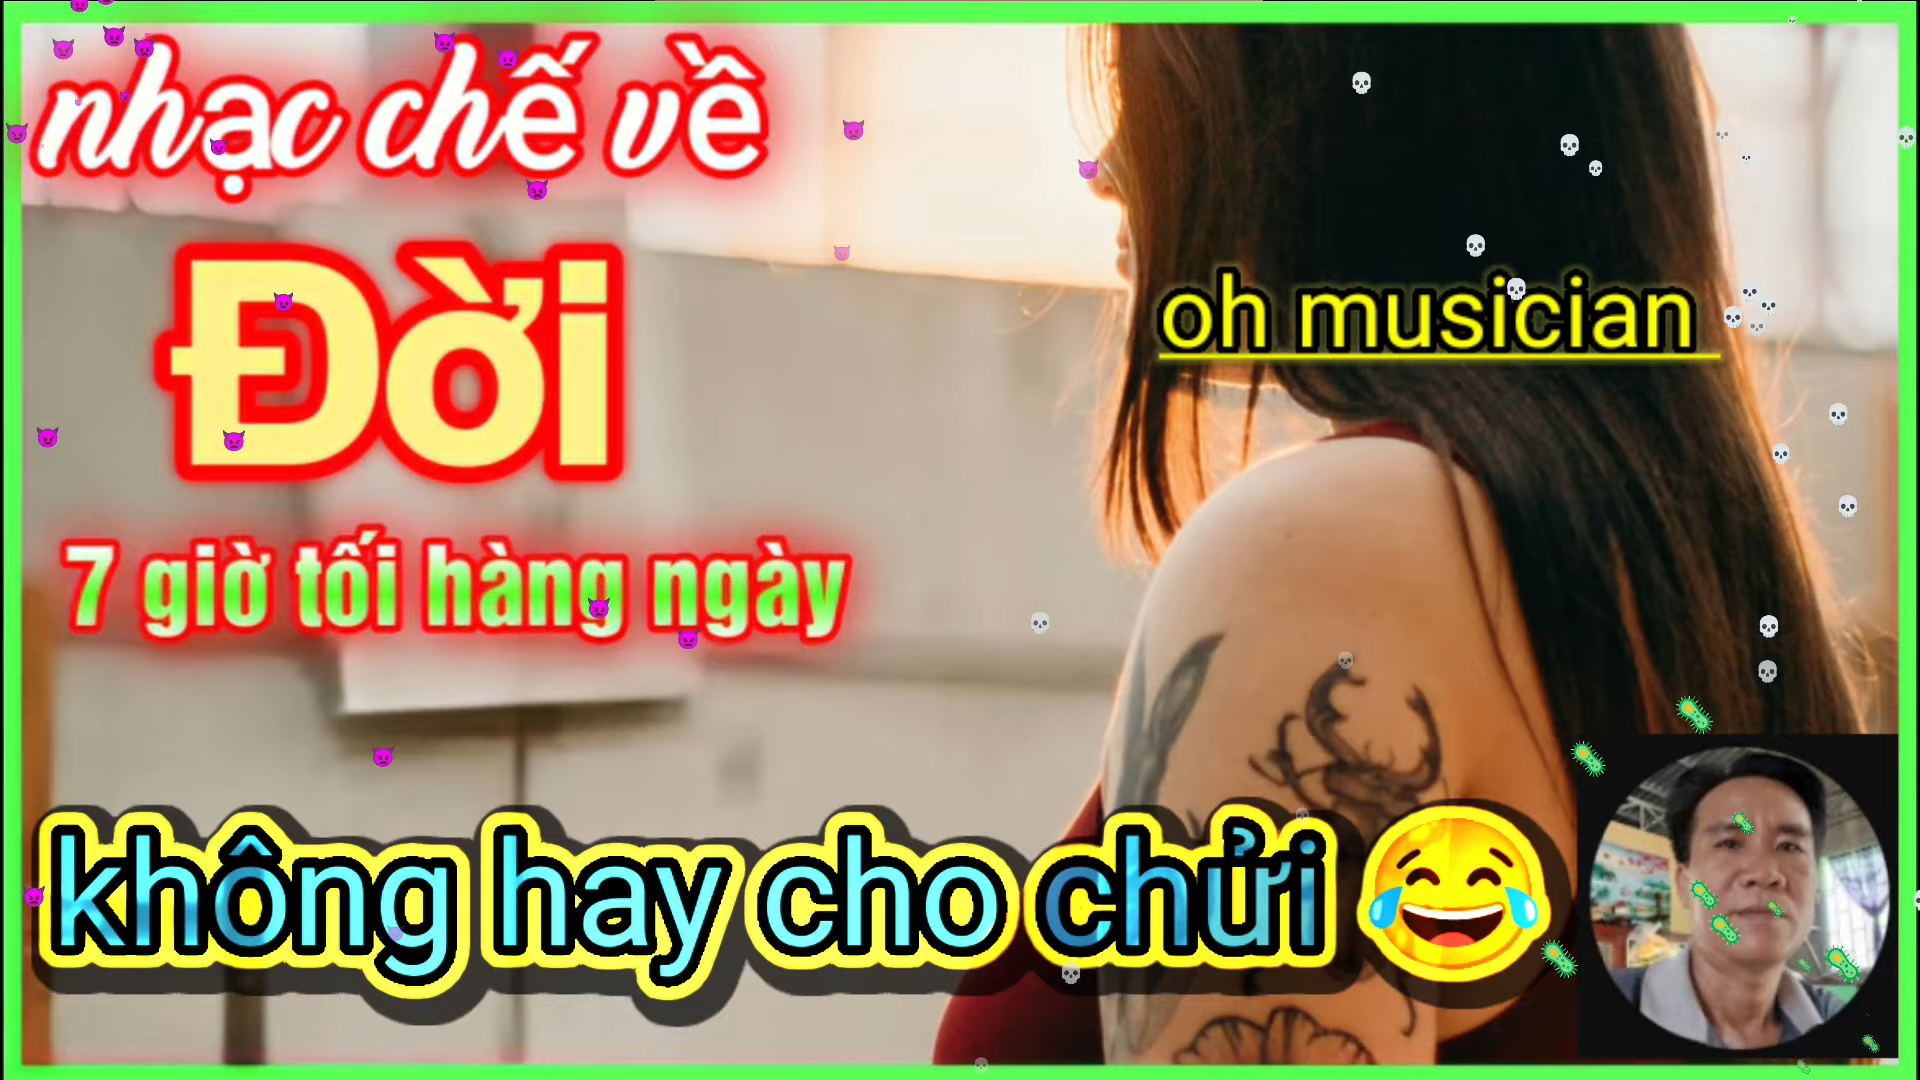 nhạc chế về
Đời
oh musician
7 giờ tối hàng ngày
không hay cho chửi 😂